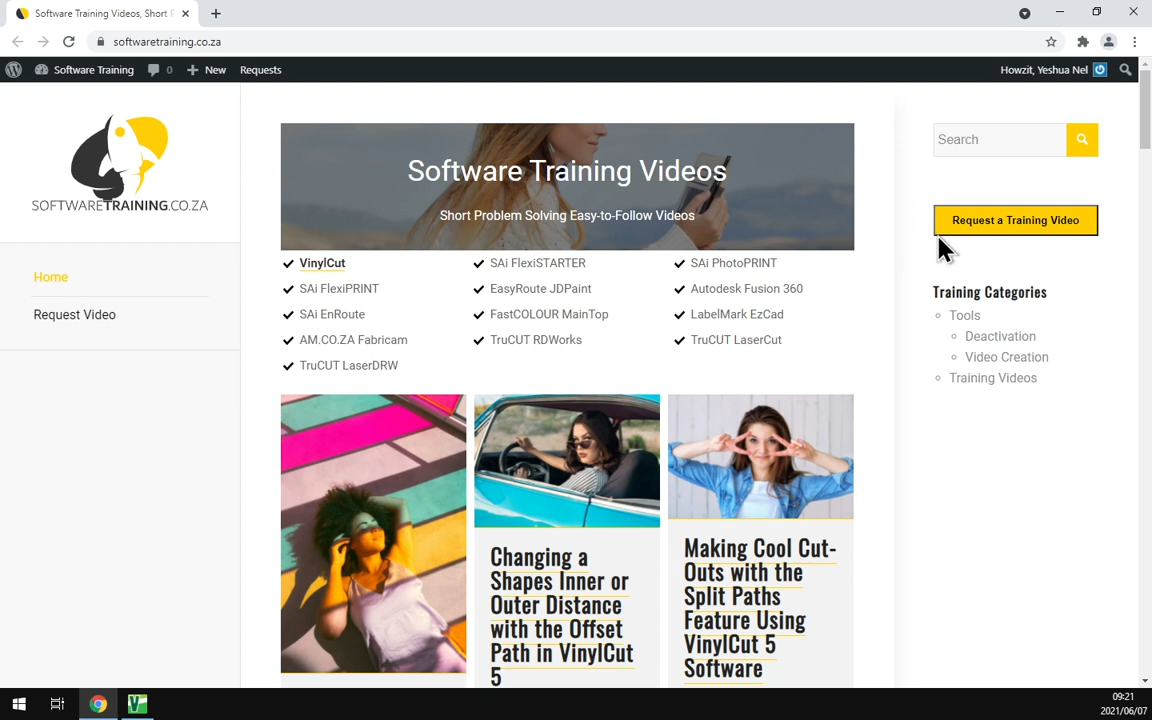 Software Training Videos, Short P
softwaretraining.co.za
Software Training 0 New Requests
Howzit, Yeshua Nel
SOFTWARETRAINING.CO.ZA
Home
Request Video
Software Training Videos
Short Problem Solving Easy-to-Follow Videos
VinylCut
SAi FlexiSTARTER
SAi PhotoPRINT
SAi FlexiPRINT
EasyRoute JDPaint
Autodesk Fusion 360
SAi EnRoute
FastCOLOUR MainTop
LabelMark EzCad
AM.CO.ZA Fabricam
TruCUT RDWorks
TruCUT LaserCut
TruCUT LaserDRW
Changing a
Shapes Inner or
Outer Distance
with the Offset
Path in VinylCut
5
Making Cool Cut-
Outs with the
Split Paths
Feature Using
VinylCut 5
Software
Search
Request a Training Video
Training Categories
Tools
Deactivation
Video Creation
Training Videos
09:21
2021/06/07